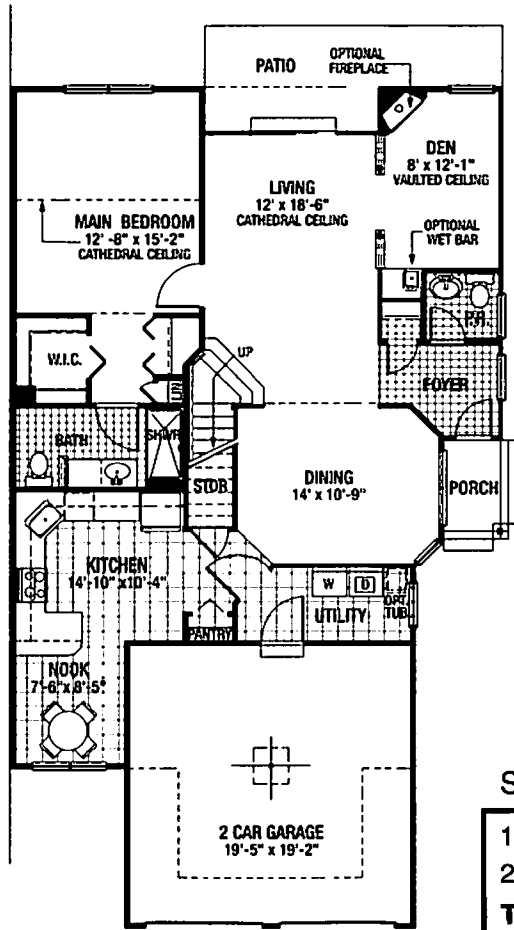 PATIO
OPTIONAL
FIREPLACE
DEN
8' x 12'-1"
VAULTED CEILING
LIVING
12' x 18'-6"
CATHEDRAL CEILING
MAIN BEDROOM
12' -8" x 15'-2"
CATHEDRAL CEILING
OPTIONAL
WET BAR
P.R.
W.I.C.
UP
LIN
FOYER
BATH
SHWR
STOR
DINING
14' x 10'-9"
PORCH
KITCHEN
14'-10" x 10'-4"
W
D
OPT
TUB
UTILITY
PANTRY
NOOK
7'-6" x 8'-5"
2 CAR GARAGE
19'-5" x 19'-2"
S
1
2
T